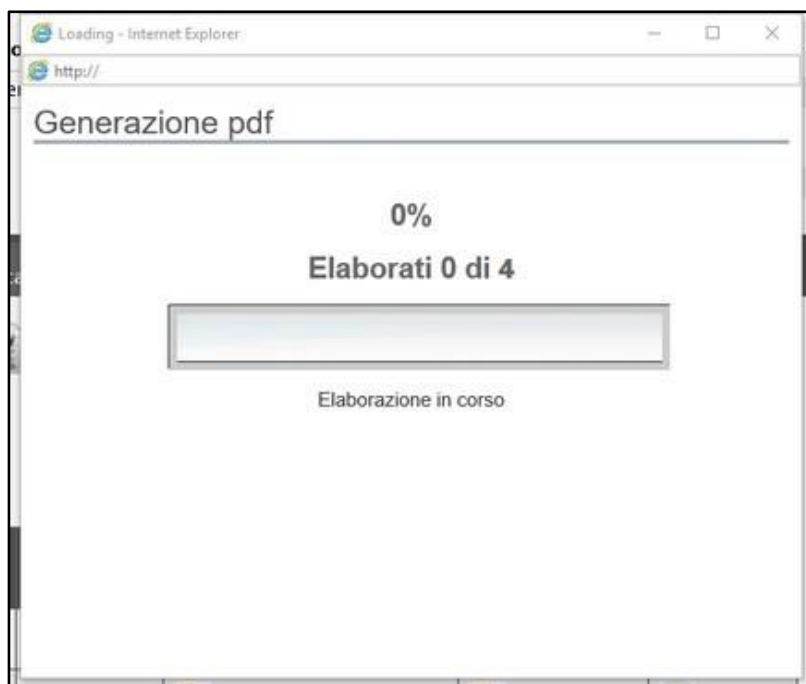 Loading - Internet Explorer
http://
Generazione pdf
0%
Elaborati 0 di 4
Elaborazione in corso